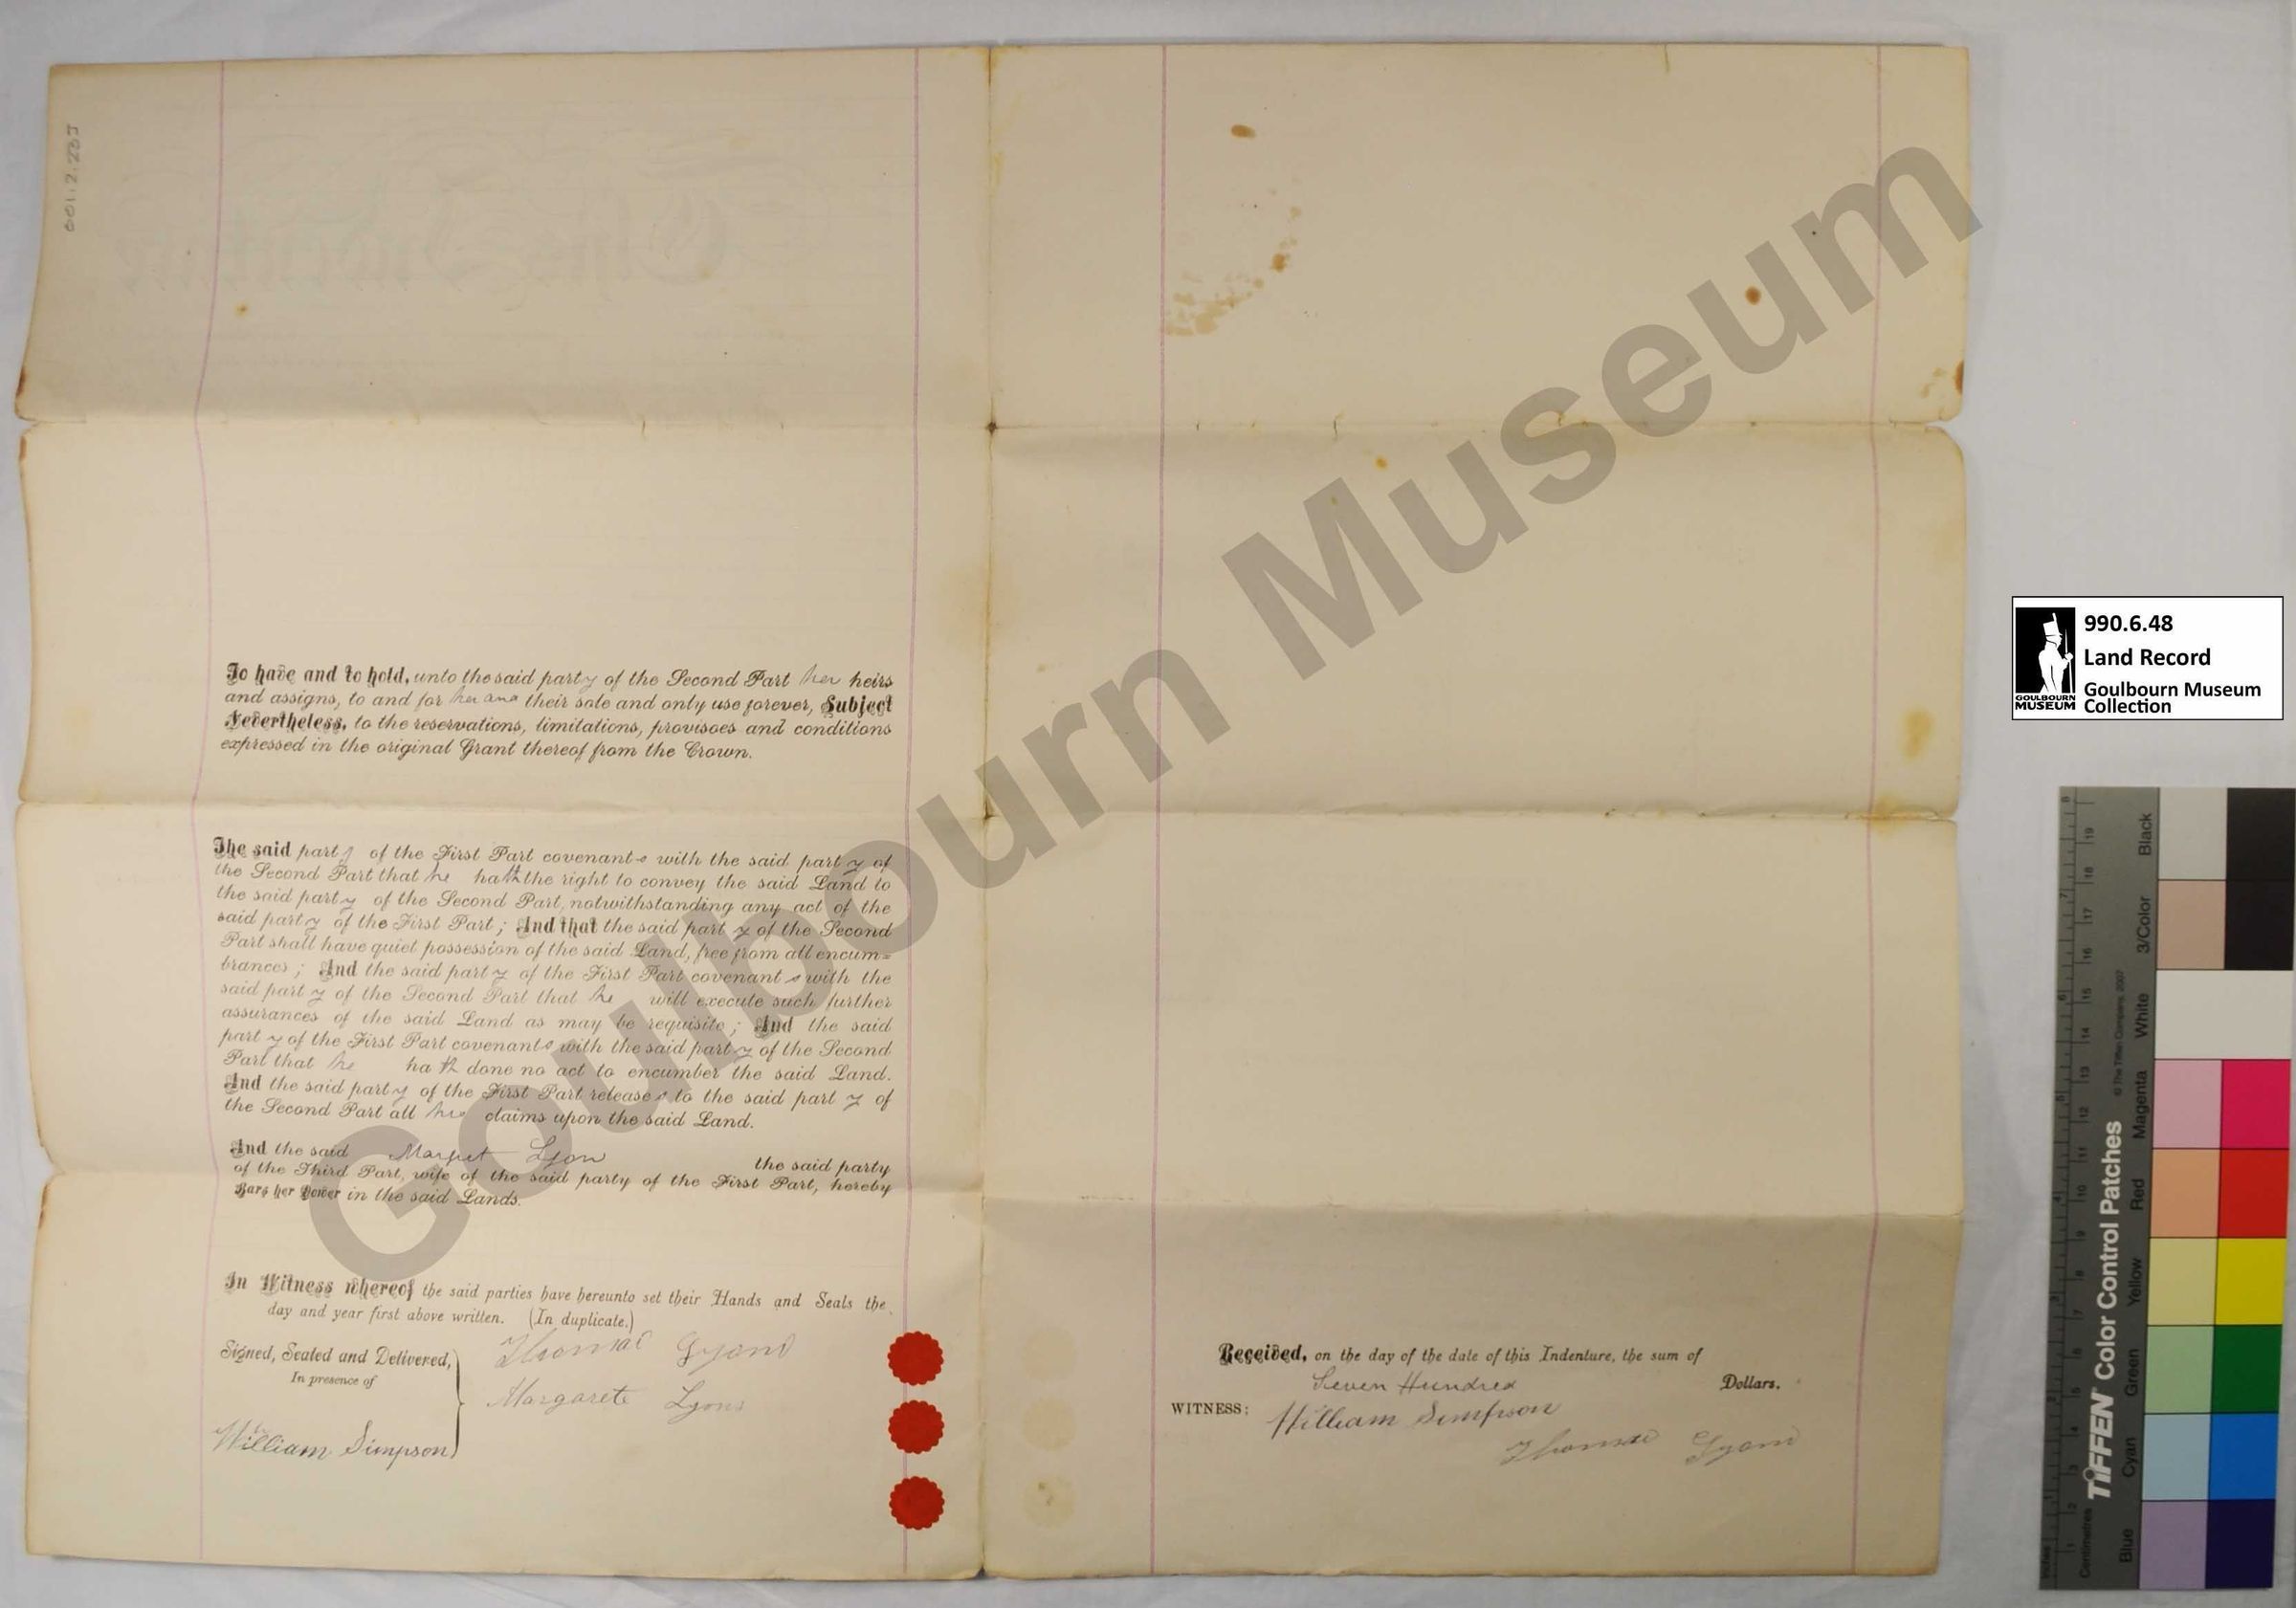 To have and to hold, unto the said party of the Second Part her heirs
and assigns, to and for her and their sole and only use forever, Subject
Nevertheless, to the reservations, limitations, provisoes and conditions
expressed in the original Grant thereof from the Crown.
The said party of the First Part covenants with the said party of
the Second Part that he hath the right to convey the said Land to
the said party of the Second Part, notwithstanding any act of the
said party of the First Part; And that the said party of the Second
Part shall have quiet possession of the said Land, free from all encum=
brances; And the said party of the First Part covenants with the
said party of the Second Part that he will execute such further
assurances of the said Land as may be requisite; And the said
party of the First Part covenants with the said party of the Second
Part that he hath done no act to encumber the said Land.
And the said party of the First Part releases to the said party of
the Second Part all his claims upon the said Land.
And the said Margret Lyon the said party
of the Third Part, wife of the said party of the First Part, hereby
Bars her Dower in the said Lands.
In Witness whereof the said parties have hereunto set their Hands and Seals the
day and year first above written. (In duplicate.)
Signed, Sealed and Delivered,
In presence of
William Simpson
Thomas Lyons
Margarete Lyons
Received, on the day of the date of this Indenture, the sum of
Seven Hundred Dollars.
WITNESS: William Simpson
Thomas Lyons
Goulbourn Museum
990.6.48
Land Record
Goulbourn Museum
Collection
GOULBOURN
MUSEUM
TIFFEN Color Control Patches
© The Tiffen Company, 2007
Centimetres
Blue
Cyan
Green
Yellow
Red
Magenta
White
3/Color
Black